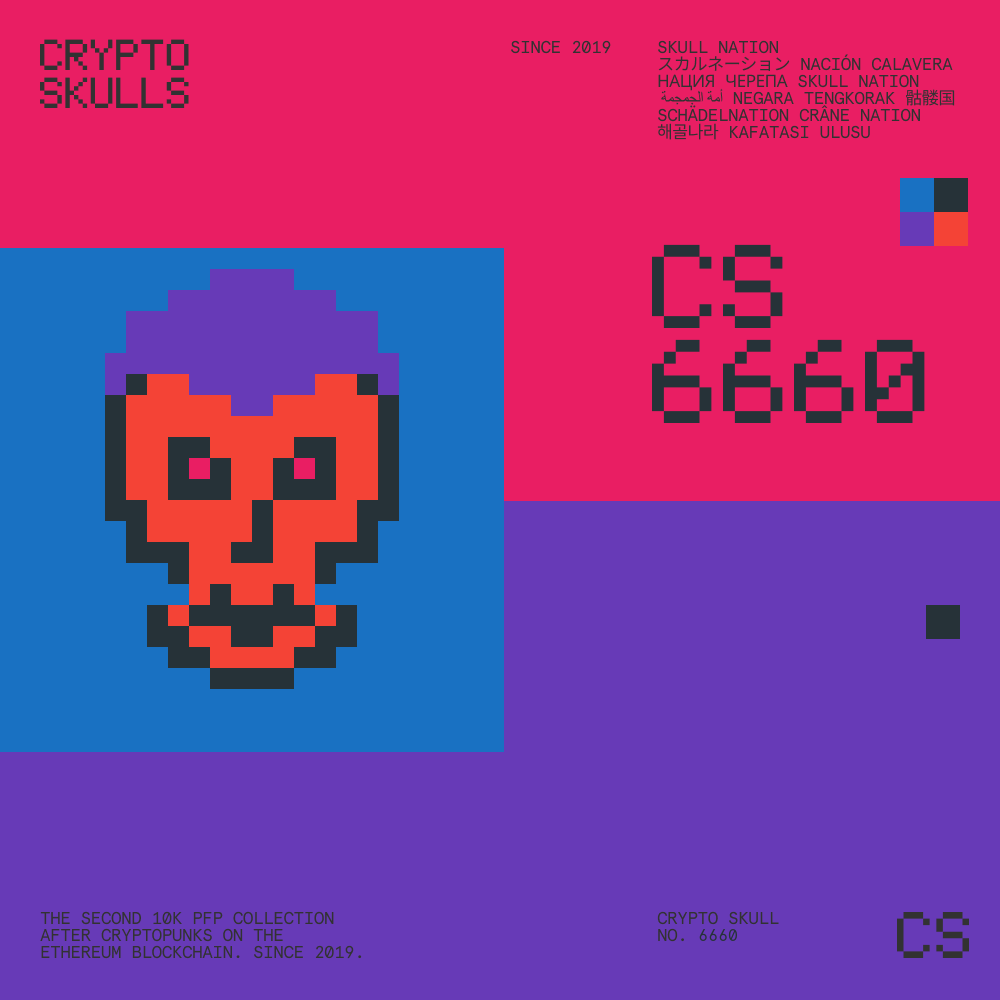 CRYPTO
SKULLS
SINCE 2019
SKULL NATION
スカルネーション NACIÓN CALAVERA
НАЦИЯ ЧЕРЕПА SKULL NATION
أمة الجمجمة NEGARA TENGKORAK 骷髅国
SCHÄDELNATION CRÂNE NATION
해골나라 KAFATASI ULUSU
CS
6660
THE SECOND 10K PFP COLLECTION
AFTER CRYPTOPUNKS ON THE
ETHEREUM BLOCKCHAIN. SINCE 2019.
CRYPTO SKULL
NO. 6660
CS